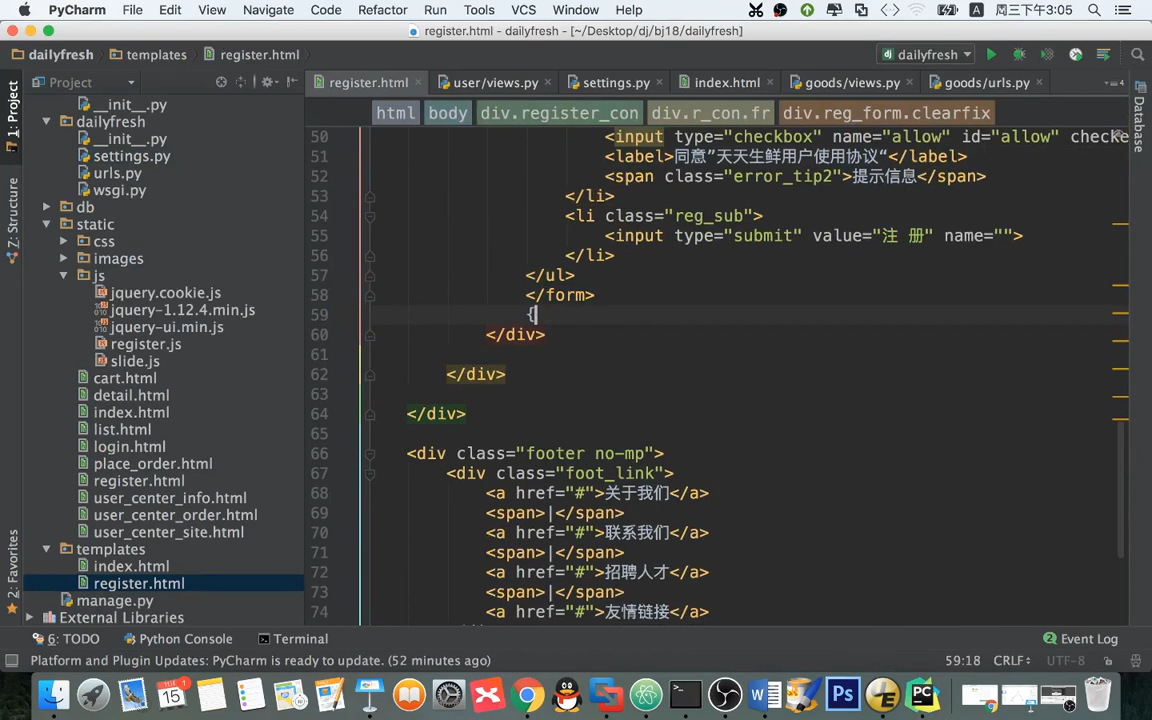 PyCharm File Edit View Navigate Code Refactor Run Tools VCS Window Help A 周三下午3:05
register.html - dailyfresh - [~/Desktop/dj/bj18/dailyfresh]
dailyfresh templates register.html dailyfresh
Project
register.html user/views.py settings.py index.html goods/views.py goods/urls.py
html body div.register_con div.r_con.fr div.reg_form.clearfix
1: Project
7: Structure
2: Favorites
Database
__init__.py
dailyfresh
__init__.py
settings.py
urls.py
wsgi.py
db
static
css
images
js
jquery.cookie.js
jquery-1.12.4.min.js
jquery-ui.min.js
register.js
slide.js
cart.html
detail.html
index.html
list.html
login.html
place_order.html
register.html
user_center_info.html
user_center_order.html
user_center_site.html
templates
index.html
register.html
manage.py
External Libraries
50 <input type="checkbox" name="allow" id="allow" checke
51 <label>同意”天天生鲜用户使用协议“</label>
52 <span class="error_tip2">提示信息</span>
53 </li>
54 <li class="reg_sub">
55 <input type="submit" value="注 册" name="">
56 </li>
57 </ul>
58 </form>
59 {
60 </div>
61
62 </div>
63
64 </div>
65
66 <div class="footer no-mp">
67 <div class="foot_link">
68 <a href="#">关于我们</a>
69 <span>|</span>
70 <a href="#">联系我们</a>
71 <span>|</span>
72 <a href="#">招聘人才</a>
73 <span>|</span>
74 <a href="#">友情链接</a>
6: TODO Python Console Terminal 2 Event Log
Platform and Plugin Updates: PyCharm is ready to update. (52 minutes ago) 59:18 CRLF UTF-8